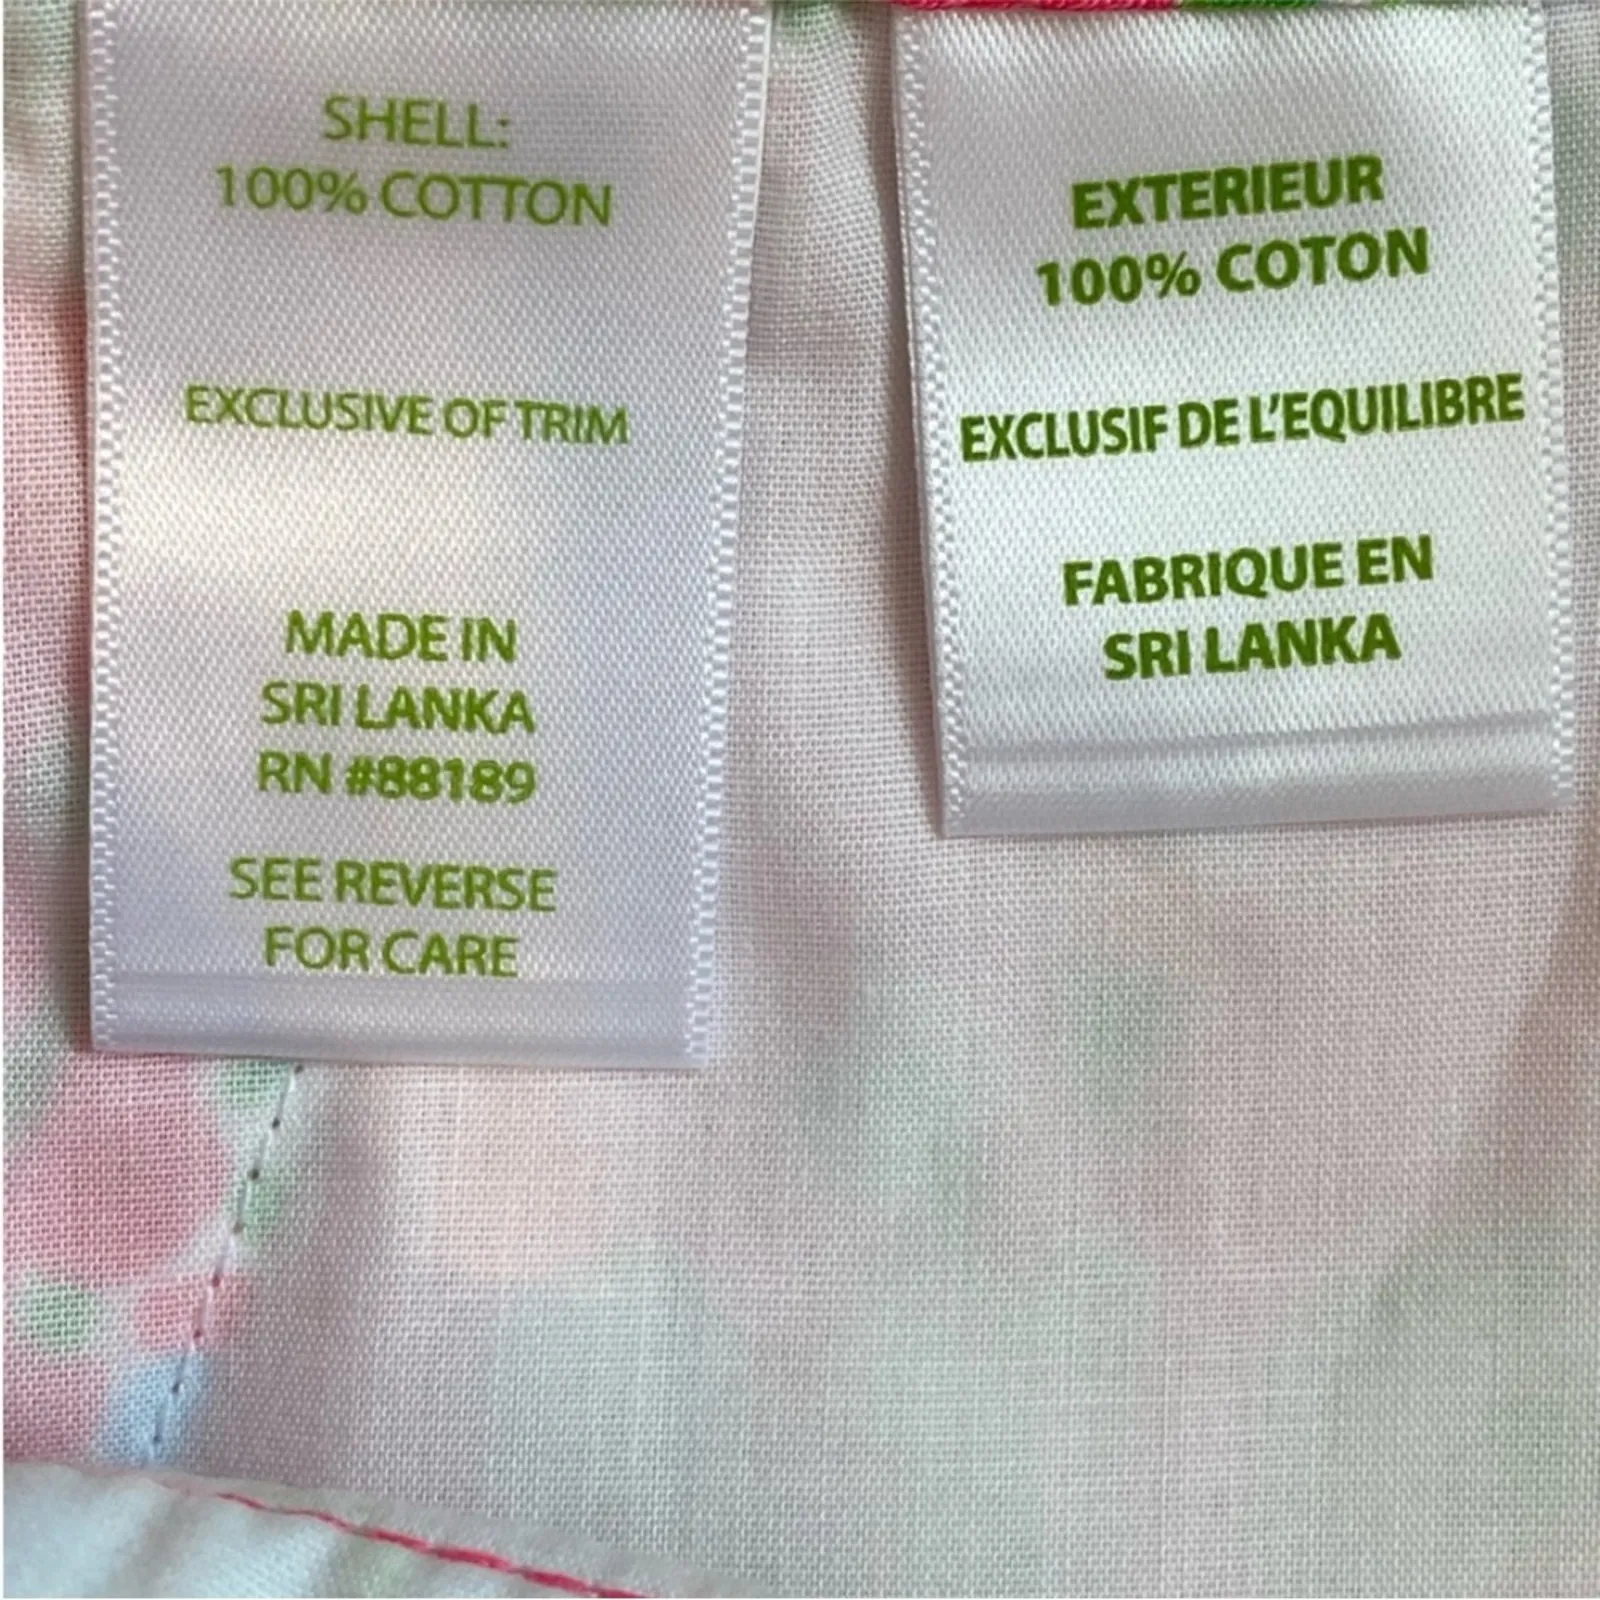 SHELL:
100% COTTON
EXCLUSIVE OF TRIM
MADE IN
SRI LANKA
RN #88189
SEE REVERSE
FOR CARE
EXTERIEUR
100% COTON
EXCLUSIF DE L'EQUILIBRE
FABRIQUE EN
SRI LANKA